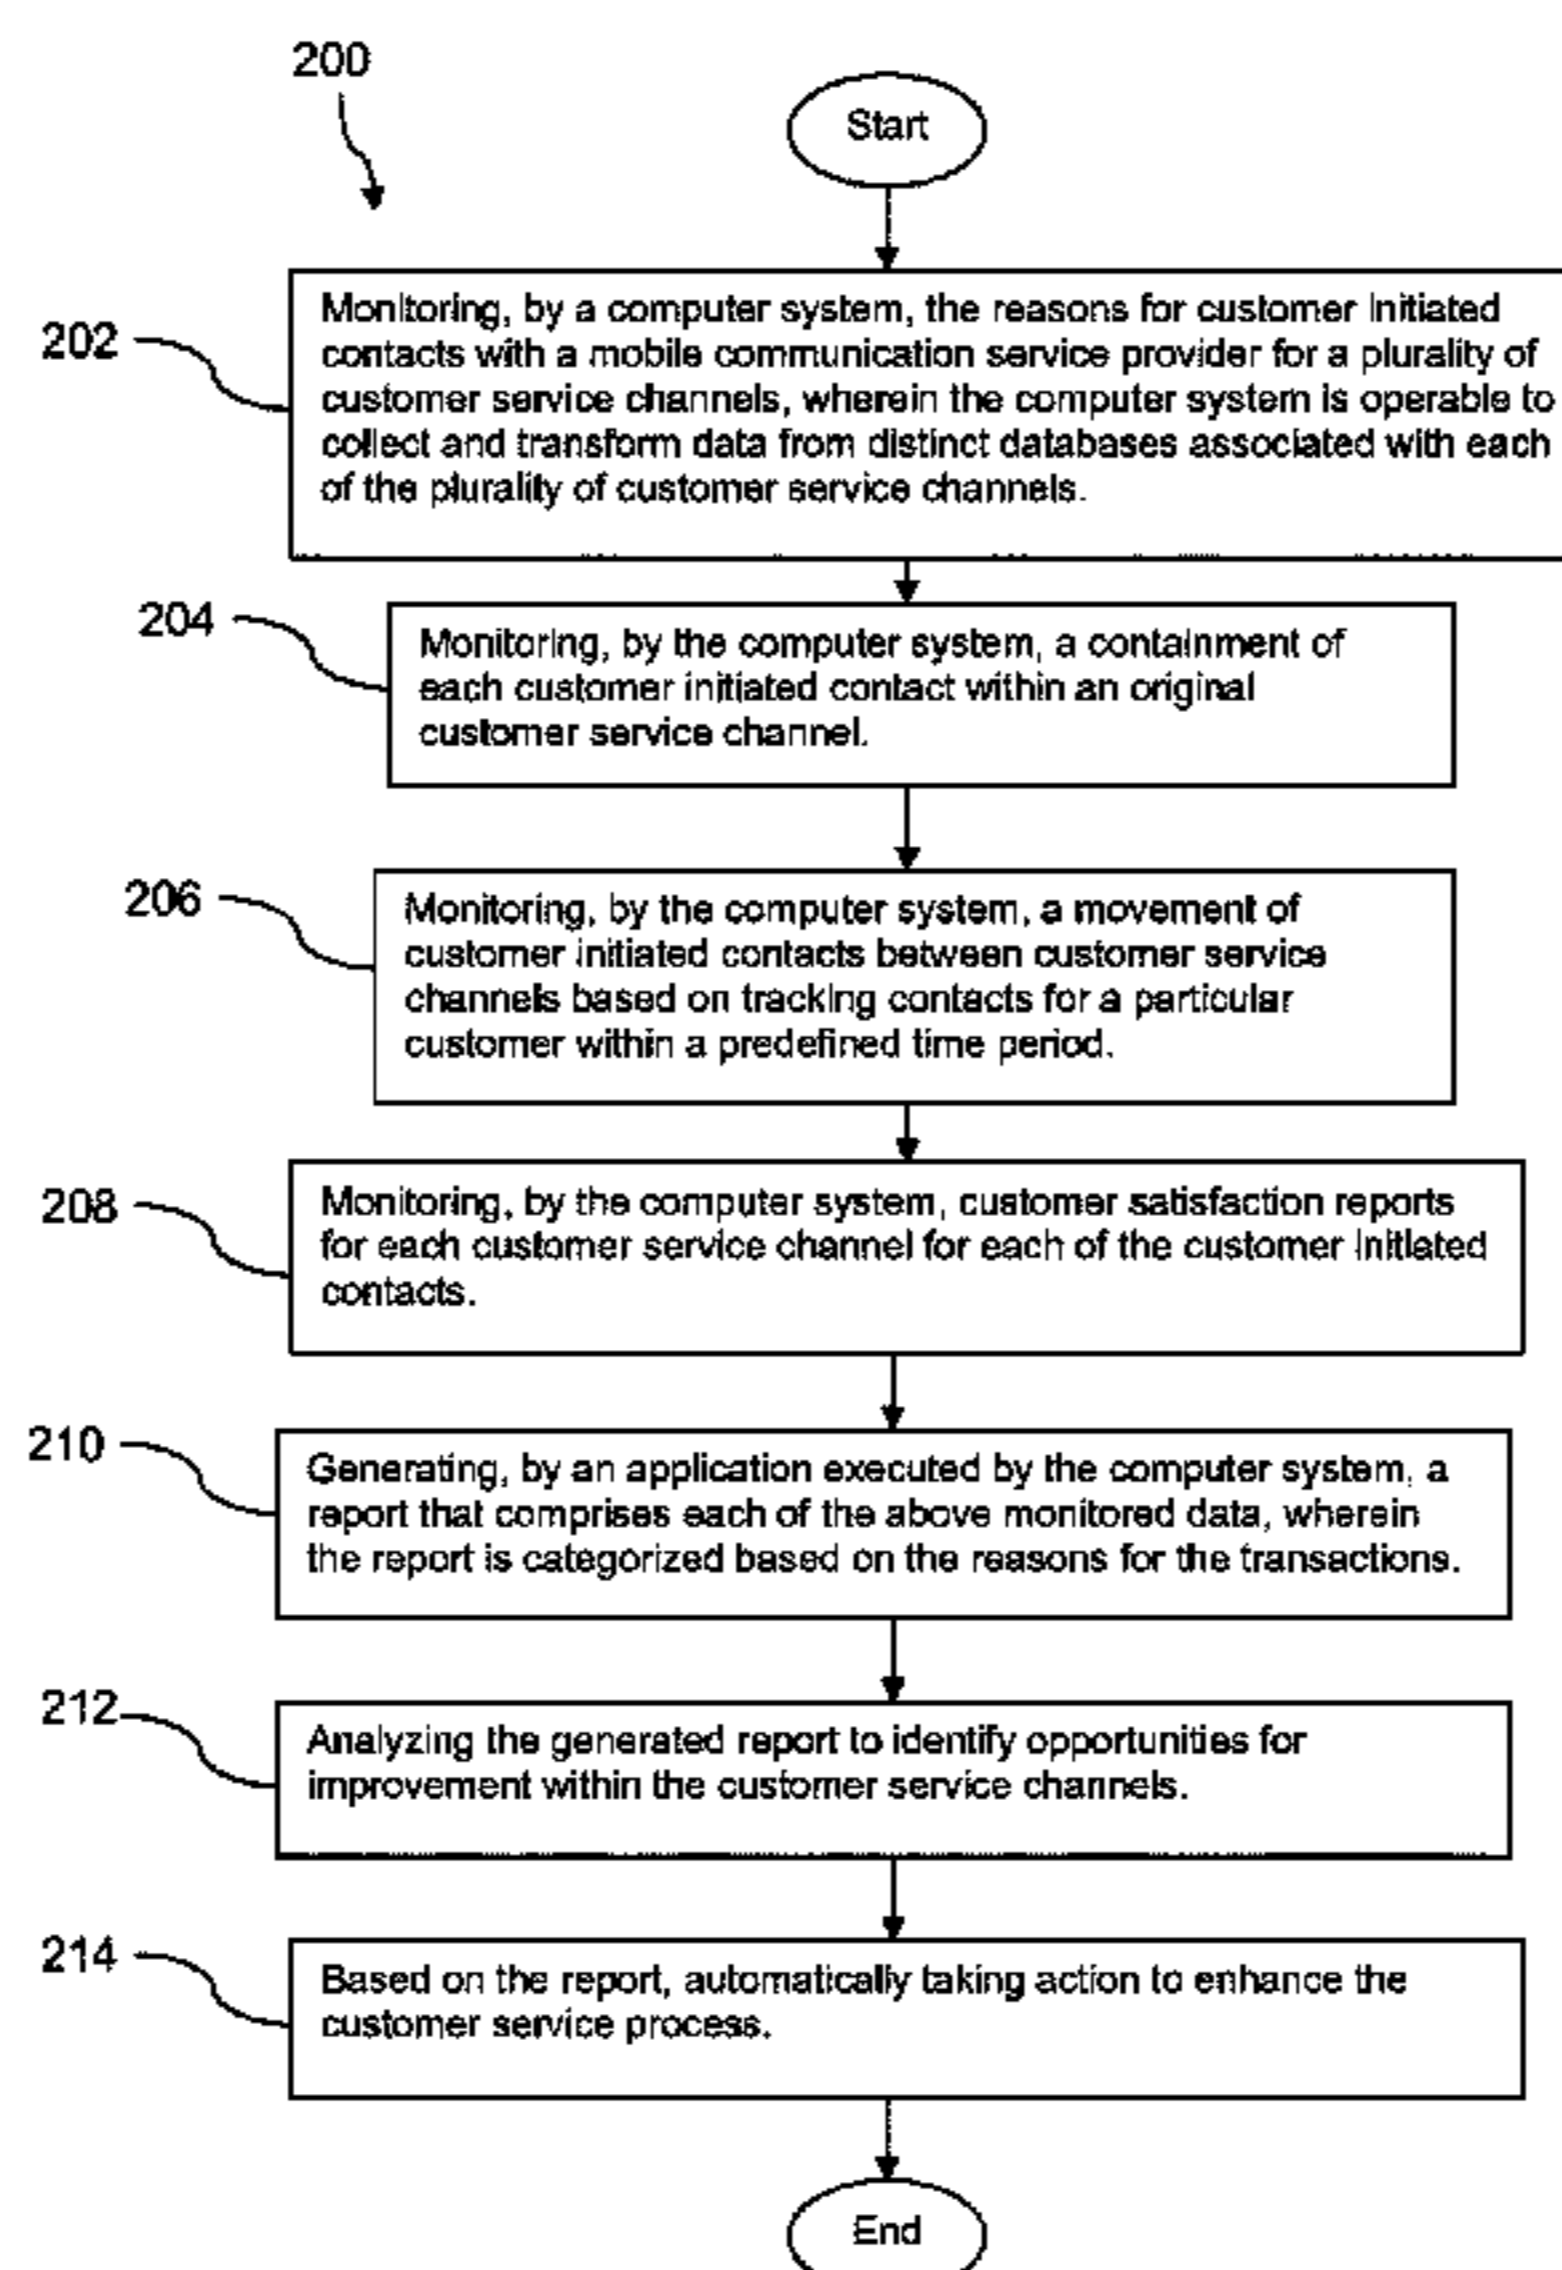 200
Start
202
Monitoring, by a computer system, the reasons for customer initiated
contacts with a mobile communication service provider for a plurality of
customer service channels, wherein the computer system is operable to
collect and transform data from distinct databases associated with each
of the plurality of customer service channels.
204
Monitoring, by the computer system, a containment of
each customer initiated contact within an original
customer service channel.
206
Monitoring, by the computer system, a movement of
customer initiated contacts between customer service
channels based on tracking contacts for a particular
customer within a predefined time period.
208
Monitoring, by the computer system, customer satisfaction reports
for each customer service channel for each of the customer initiated
contacts.
210
Generating, by an application executed by the computer system, a
report that comprises each of the above monitored data, wherein
the report is categorized based on the reasons for the transactions.
212
Analyzing the generated report to identify opportunities for
improvement within the customer service channels.
214
Based on the report, automatically taking action to enhance the
customer service process.
End